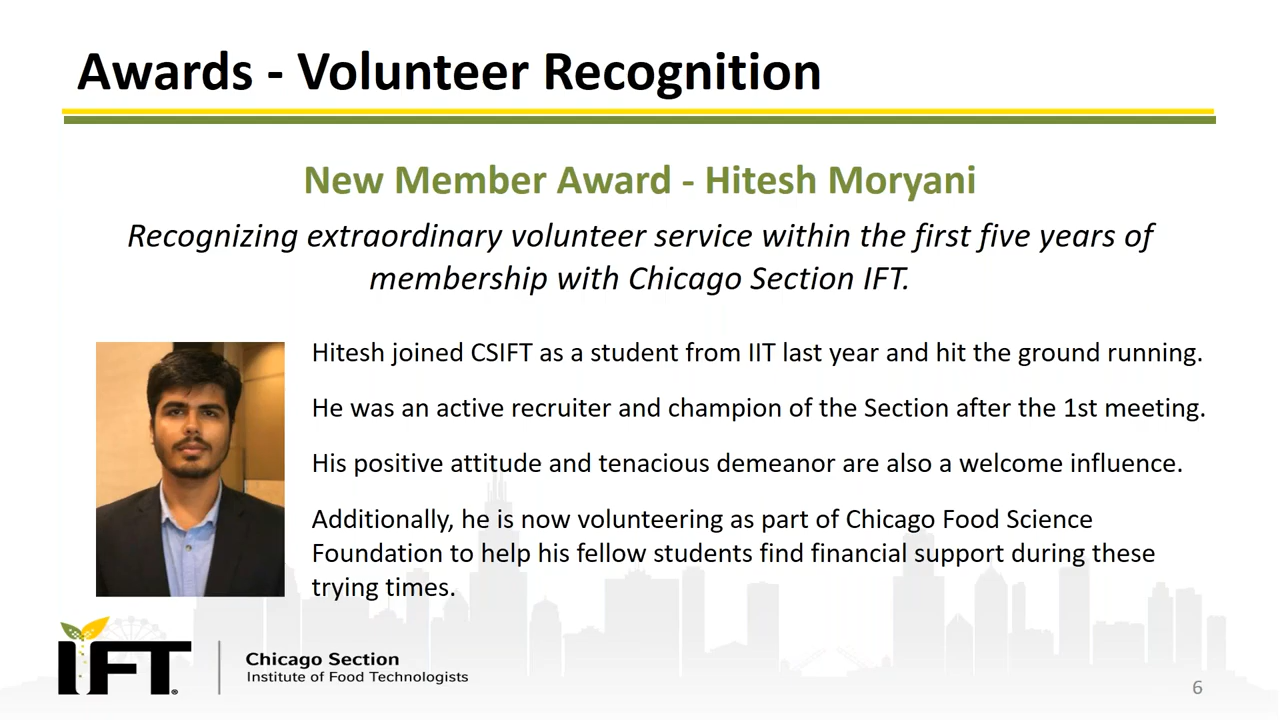 Awards - Volunteer Recognition
New Member Award - Hitesh Moryani
Recognizing extraordinary volunteer service within the first five years of
membership with Chicago Section IFT.
Hitesh joined CSIFT as a student from IIT last year and hit the ground running.
He was an active recruiter and champion of the Section after the 1st meeting.
His positive attitude and tenacious demeanor are also a welcome influence.
Additionally, he is now volunteering as part of Chicago Food Science
Foundation to help his fellow students find financial support during these
trying times.
IFT®
Chicago Section
Institute of Food Technologists
6